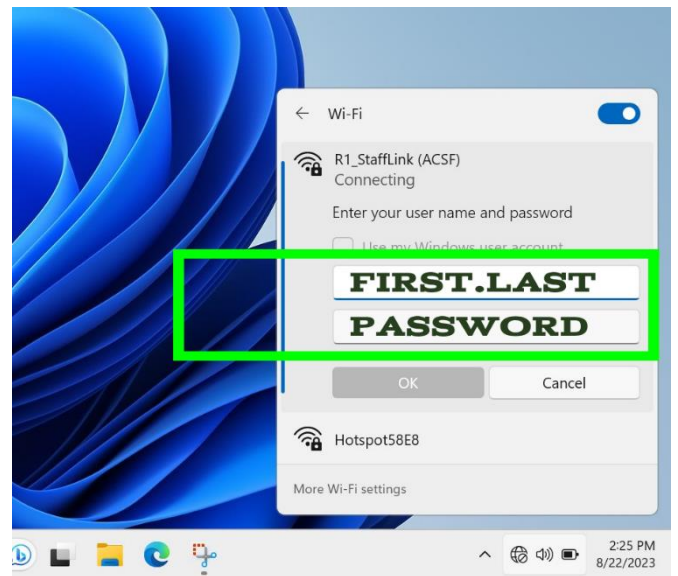 Wi-Fi
R1_StaffLink (ACSF)
Connecting
Enter your user name and password
Use my Windows user account
FIRST.LAST
PASSWORD
OK Cancel
Hotspot58E8
More Wi-Fi settings
2:25 PM
8/22/2023